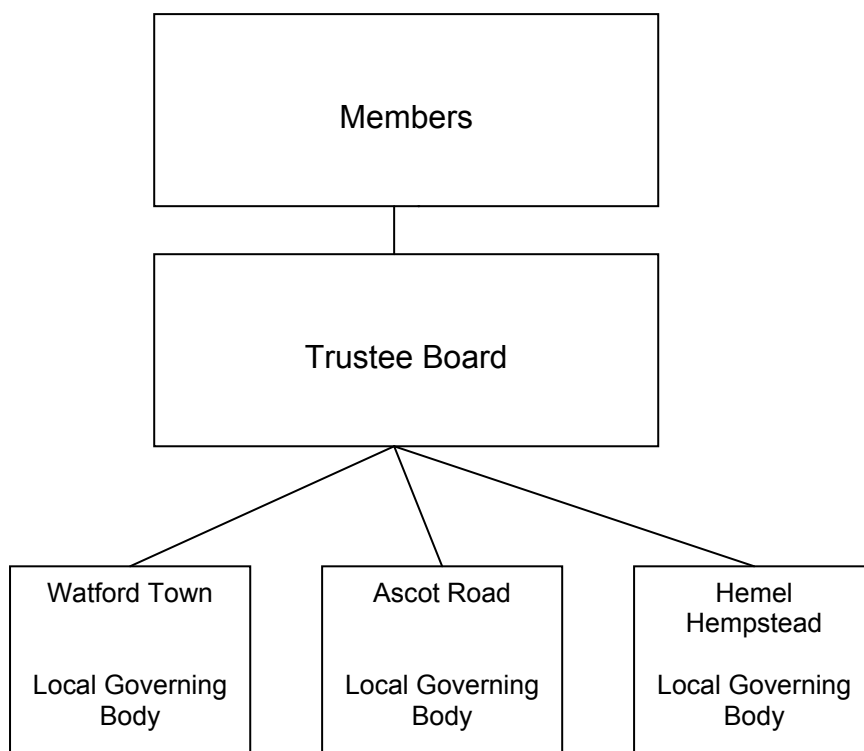 Members
Trustee Board
Watford Town
Local Governing
Body
Ascot Road
Local Governing
Body
Hemel
Hempstead
Local Governing
Body